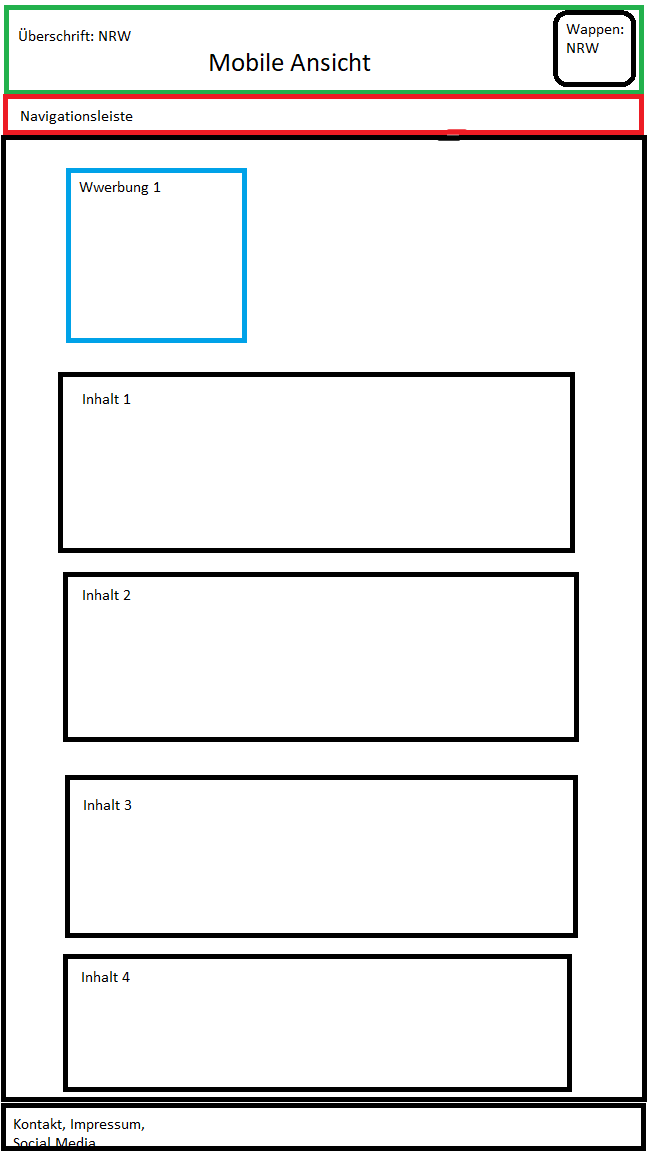 Überschrift: NRW
Mobile Ansicht
Wappen:
NRW
Navigationsleiste
Wwerbung 1
Inhalt 1
Inhalt 2
Inhalt 3
Inhalt 4
Kontakt, Impressum,
Social Media